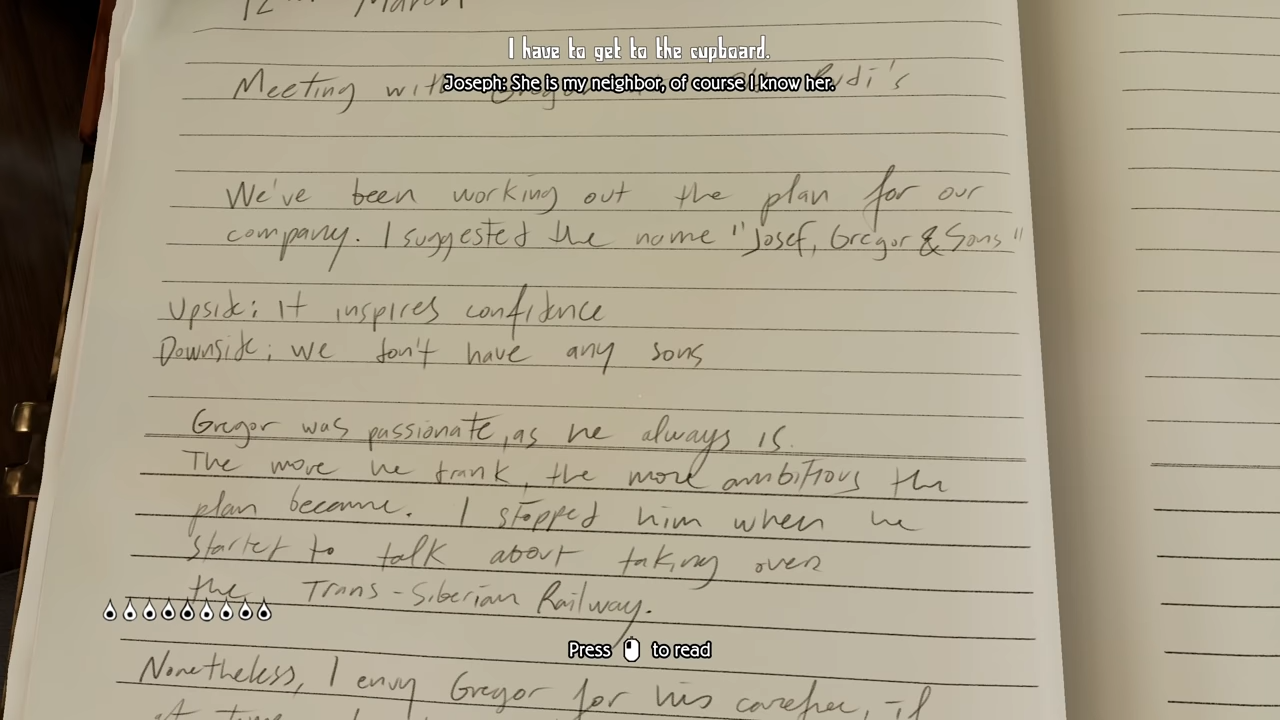 12 March
I have to get to the cupboard.
Joseph: She is my neighbor, of course I know her.
Meeting with Rudi's
We've been working out the plan for our
company. I suggested the name "Josef, Gregor & Sons"
Upside: It inspires confidence
Downside: we don't have any sons
Gregor was passionate, as he always is.
The more he drank, the more ambitious the
plan became. I stopped him when he
started to talk about taking over
the Trans-Siberian Railway.
Press to read
Nonetheless, I envy Gregor for his